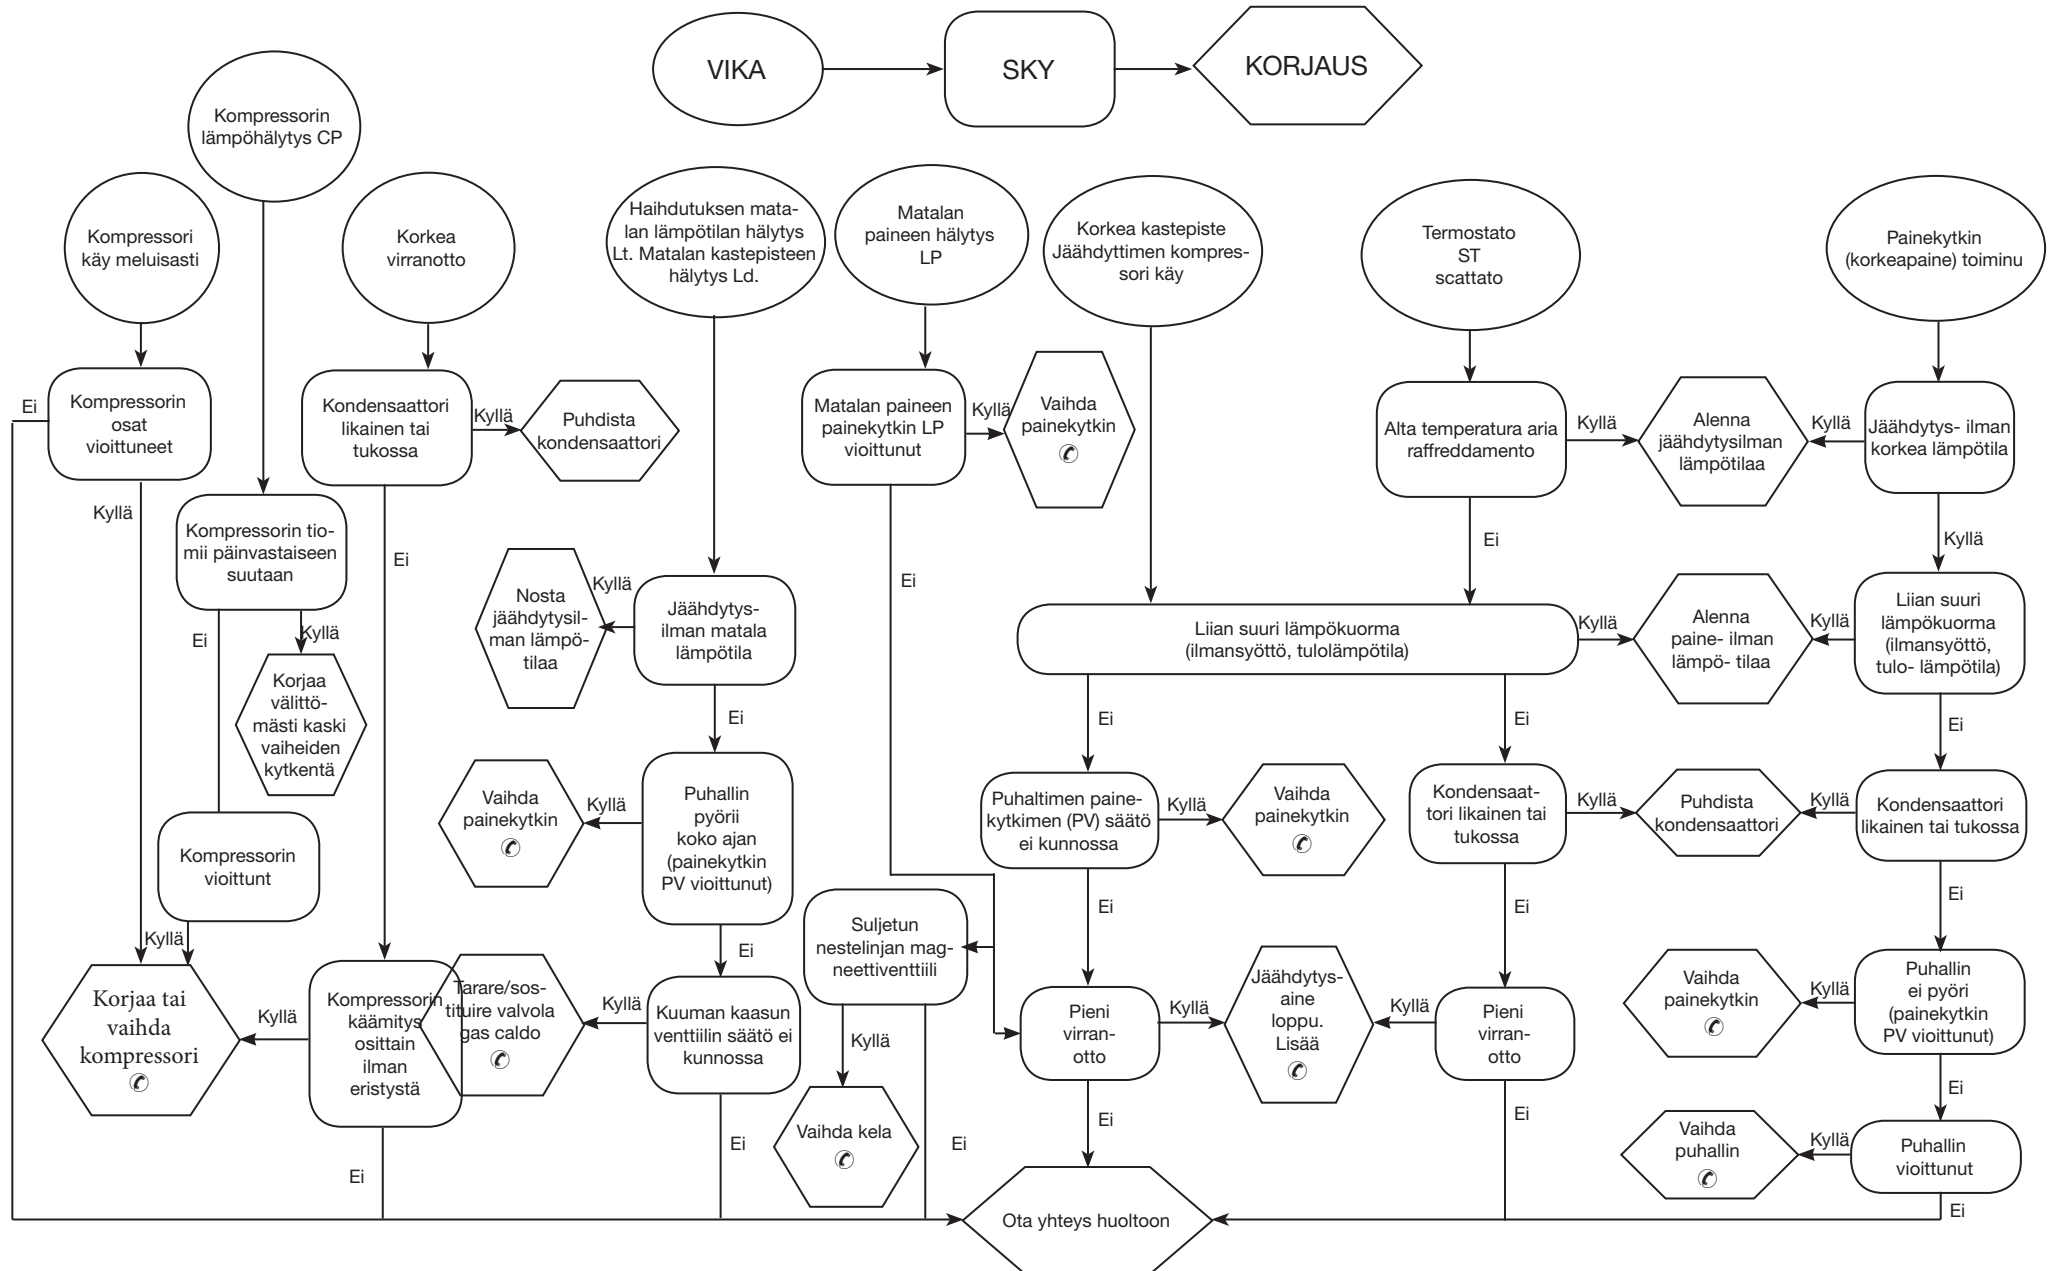 VIKA
SKY
KORJAUS
Kompressorin
lämpöhälytys CP
Kompressori
käy meluisasti
Korkea
virranotto
Haihdutuksen mata-
lan lämpötilan hälytys
Lt. Matalan kastepisteen
hälytys Ld.
Matalan
paineen hälytys
LP
Korkea kastepiste
Jäähdyttimen kompres-
sori käy
Termostato
ST
scattato
Painekytkin
(korkeapaine) toiminu
Ei
Kompressorin
osat
vioittuneet
Kondensaattori
likainen tai
tukossa
Kyllä
Puhdista
kondensaattori
Matalan paineen
painekytkin LP
vioittunut
Kyllä
Vaihda
painekytkin
✆
Alta temperatura aria
raffreddamento
Kyllä
Alenna
jäähdytysilman
lämpötilaa
Kyllä
Jäähdytys- ilman
korkea lämpötila
Kyllä
Kompressorin tio-
mii päinvastaiseen
suutaan
Ei
Ei
Ei
Kyllä
Nosta
jäähdytysil-
man lämpö-
tilaa
Kyllä
Jäähdytys-
ilman matala
lämpötila
Liian suuri lämpökuorma
(ilmansyöttö, tulolämpötila)
Kyllä
Alenna
paine- ilman
lämpö- tilaa
Kyllä
Liian suuri
lämpökuorma
(ilmansyöttö,
tulo- lämpötila)
Ei
Kyllä
Korjaa
välittö-
mästi kaski
vaiheiden
kytkentä
Ei
Ei
Ei
Ei
Vaihda
painekytkin
✆
Kyllä
Puhallin
pyörii
koko ajan
(painekytkin
PV vioittunut)
Puhaltimen paine-
kytkimen (PV) säätö
ei kunnossa
Kyllä
Vaihda
painekytkin
✆
Kondensaat-
tori likainen tai
tukossa
Kyllä
Puhdista
kondensaattori
Kyllä
Kondensaattori
likainen tai tukossa
Kompressorin
vioittunt
Ei
Ei
Ei
Kyllä
Ei
Suljetun
nestelinjan mag-
neettiventtiili
Korjaa tai
vaihda
kompressori
✆
Kyllä
Kompressorin
käämitys
osittain
ilman
eristystä
Tarare/sos-
tituire valvola
gas caldo
✆
Kyllä
Kuuman kaasun
venttiilin säätö ei
kunnossa
Kyllä
Pieni
virran-
otto
Kyllä
Jäähdytys-
aine
loppu.
Lisää
✆
Kyllä
Pieni
virran-
otto
Vaihda
painekytkin
✆
Kyllä
Puhallin
ei pyöri
(painekytkin
PV vioittunut)
Ei
Ei
Vaihda kela
✆
Ei
Ei
Ei
Ei
Vaihda
puhallin
✆
Kyllä
Puhallin
vioittunut
Ota yhteys huoltoon
Ei